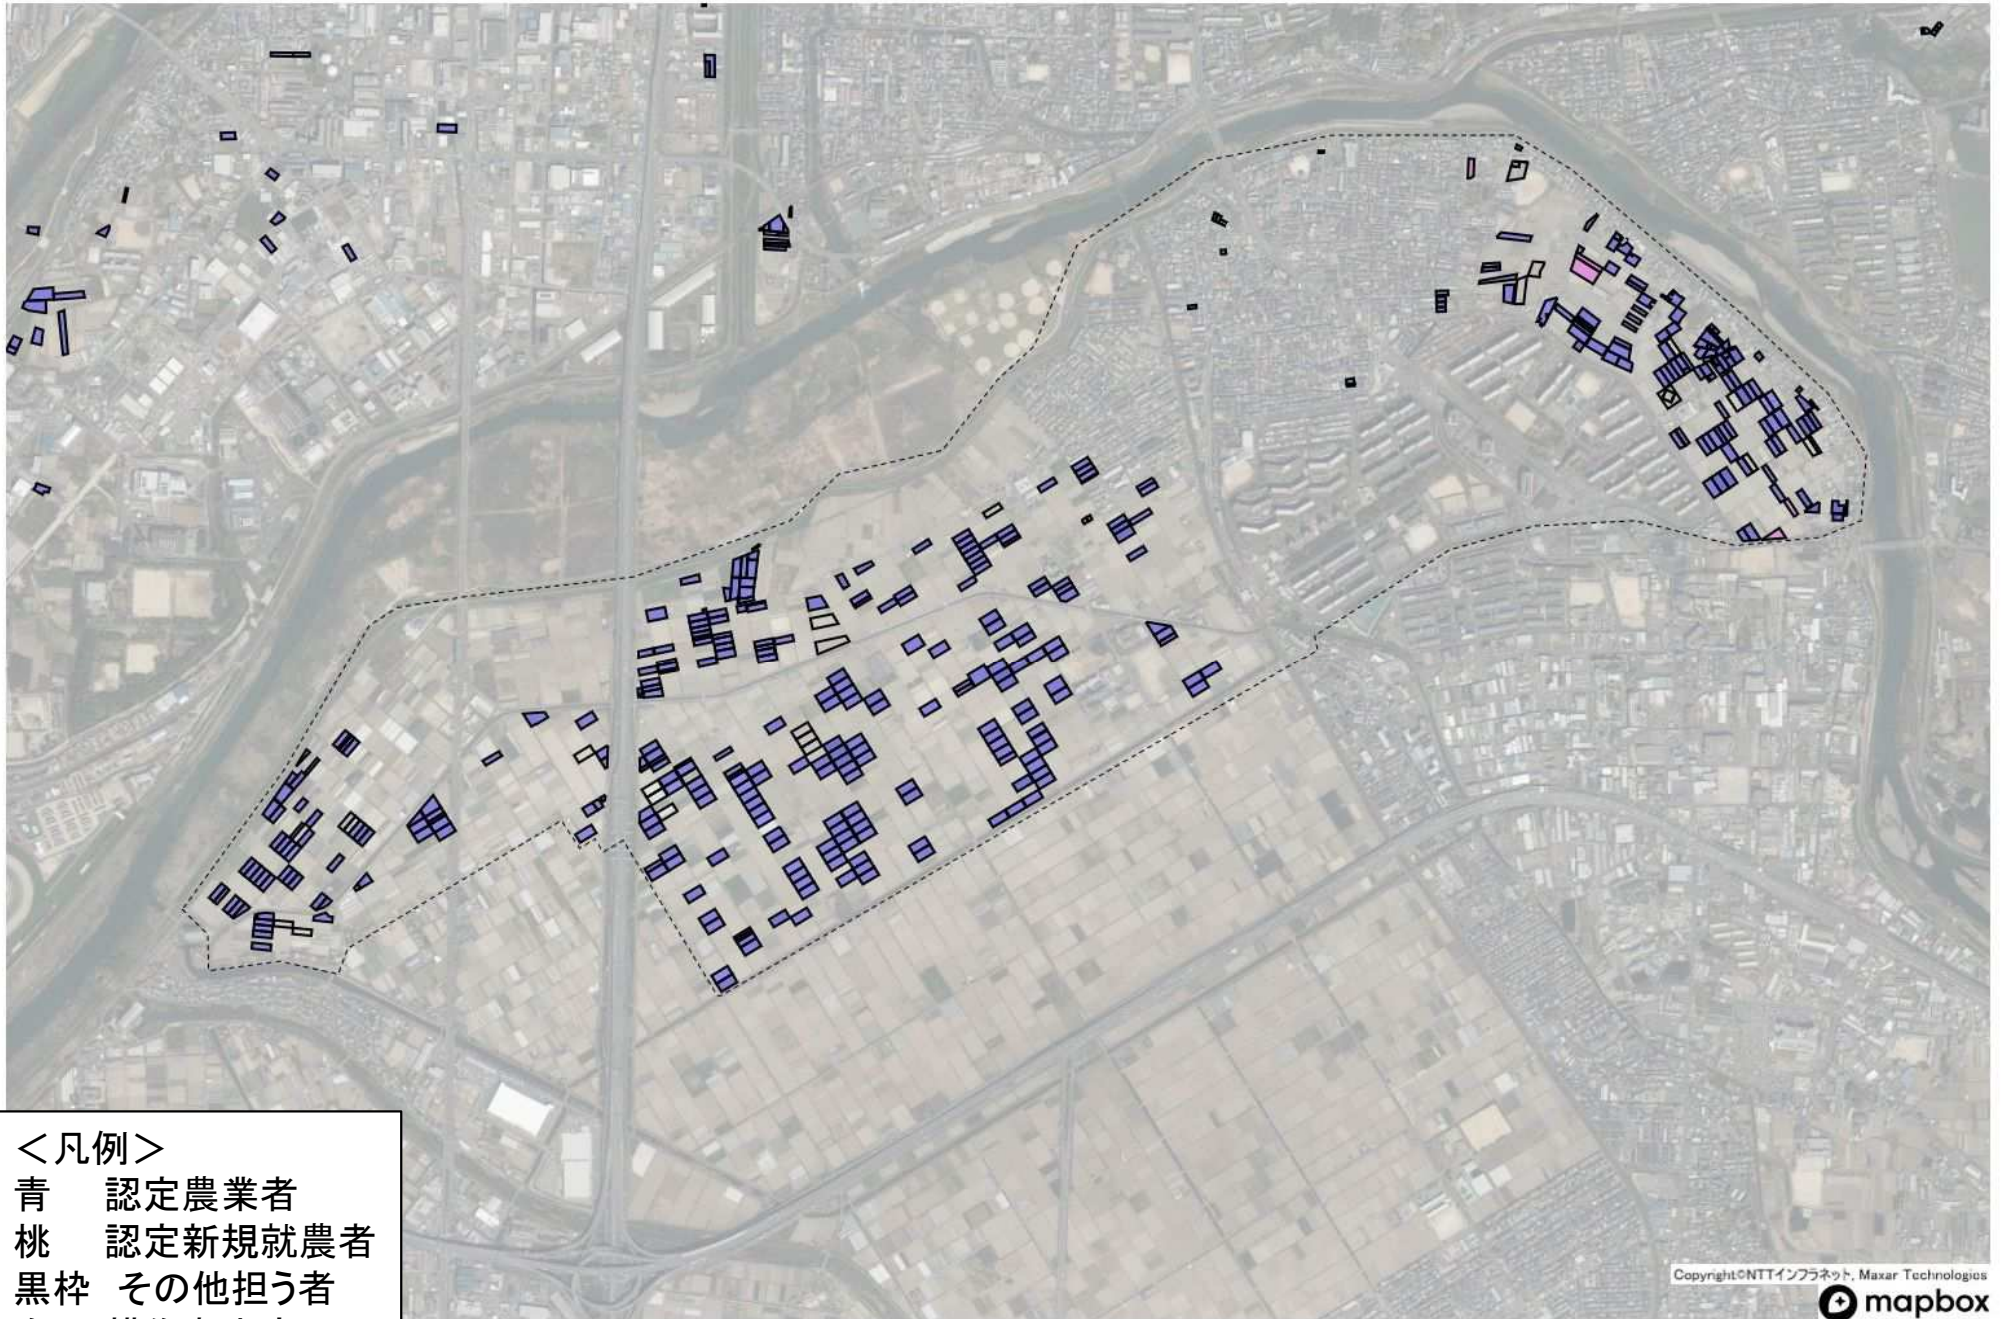 ＜凡例＞
青　認定農業者
桃　認定新規就農者
黒枠　その他担う者
Copyright©NTTインフラネット, Maxar Technologies
mapbox